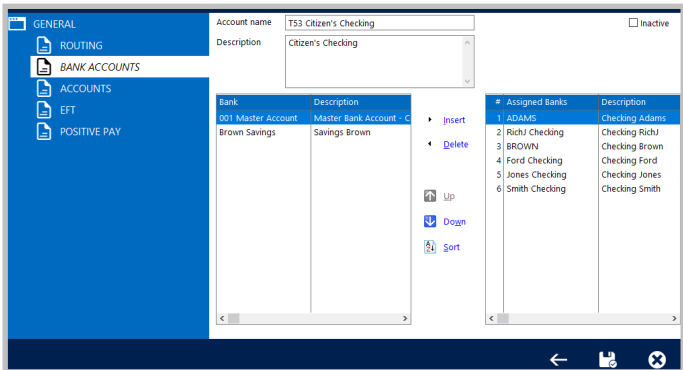 GENERAL
ROUTING
BANK ACCOUNTS
ACCOUNTS
EFT
POSITIVE PAY
Account name T53 Citizen's Checking Inactive
Description Citizen's Checking
Bank Description
001 Master Account Master Bank Account - C
Brown Savings Savings Brown
Insert
Delete
Up
Down
Sort
# Assigned Banks Description
1 ADAMS Checking Adams
2 RichJ Checking Checking RichJ
3 BROWN Checking Brown
4 Ford Checking Checking Ford
5 Jones Checking Checking Jones
6 Smith Checking Checking Smith